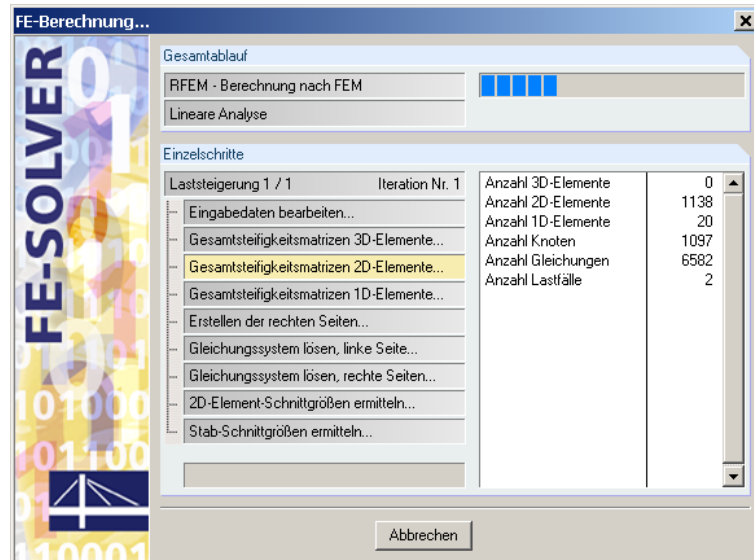 FE-Berechnung...
FE-SOLVER
Gesamtablauf
RFEM - Berechnung nach FEM
Lineare Analyse
Einzelschritte
Laststeigerung 1 / 1 Iteration Nr. 1
Eingabedaten bearbeiten...
Gesamtsteifigkeitsmatrizen 3D-Elemente...
Gesamtsteifigkeitsmatrizen 2D-Elemente...
Gesamtsteifigkeitsmatrizen 1D-Elemente...
Erstellen der rechten Seiten...
Gleichungssystem lösen, linke Seite...
Gleichungssystem lösen, rechte Seiten...
2D-Element-Schnittgrößen ermitteln...
Stab-Schnittgrößen ermitteln...
Anzahl 3D-Elemente 0
Anzahl 2D-Elemente 1138
Anzahl 1D-Elemente 20
Anzahl Knoten 1097
Anzahl Gleichungen 6582
Anzahl Lastfälle 2
Abbrechen